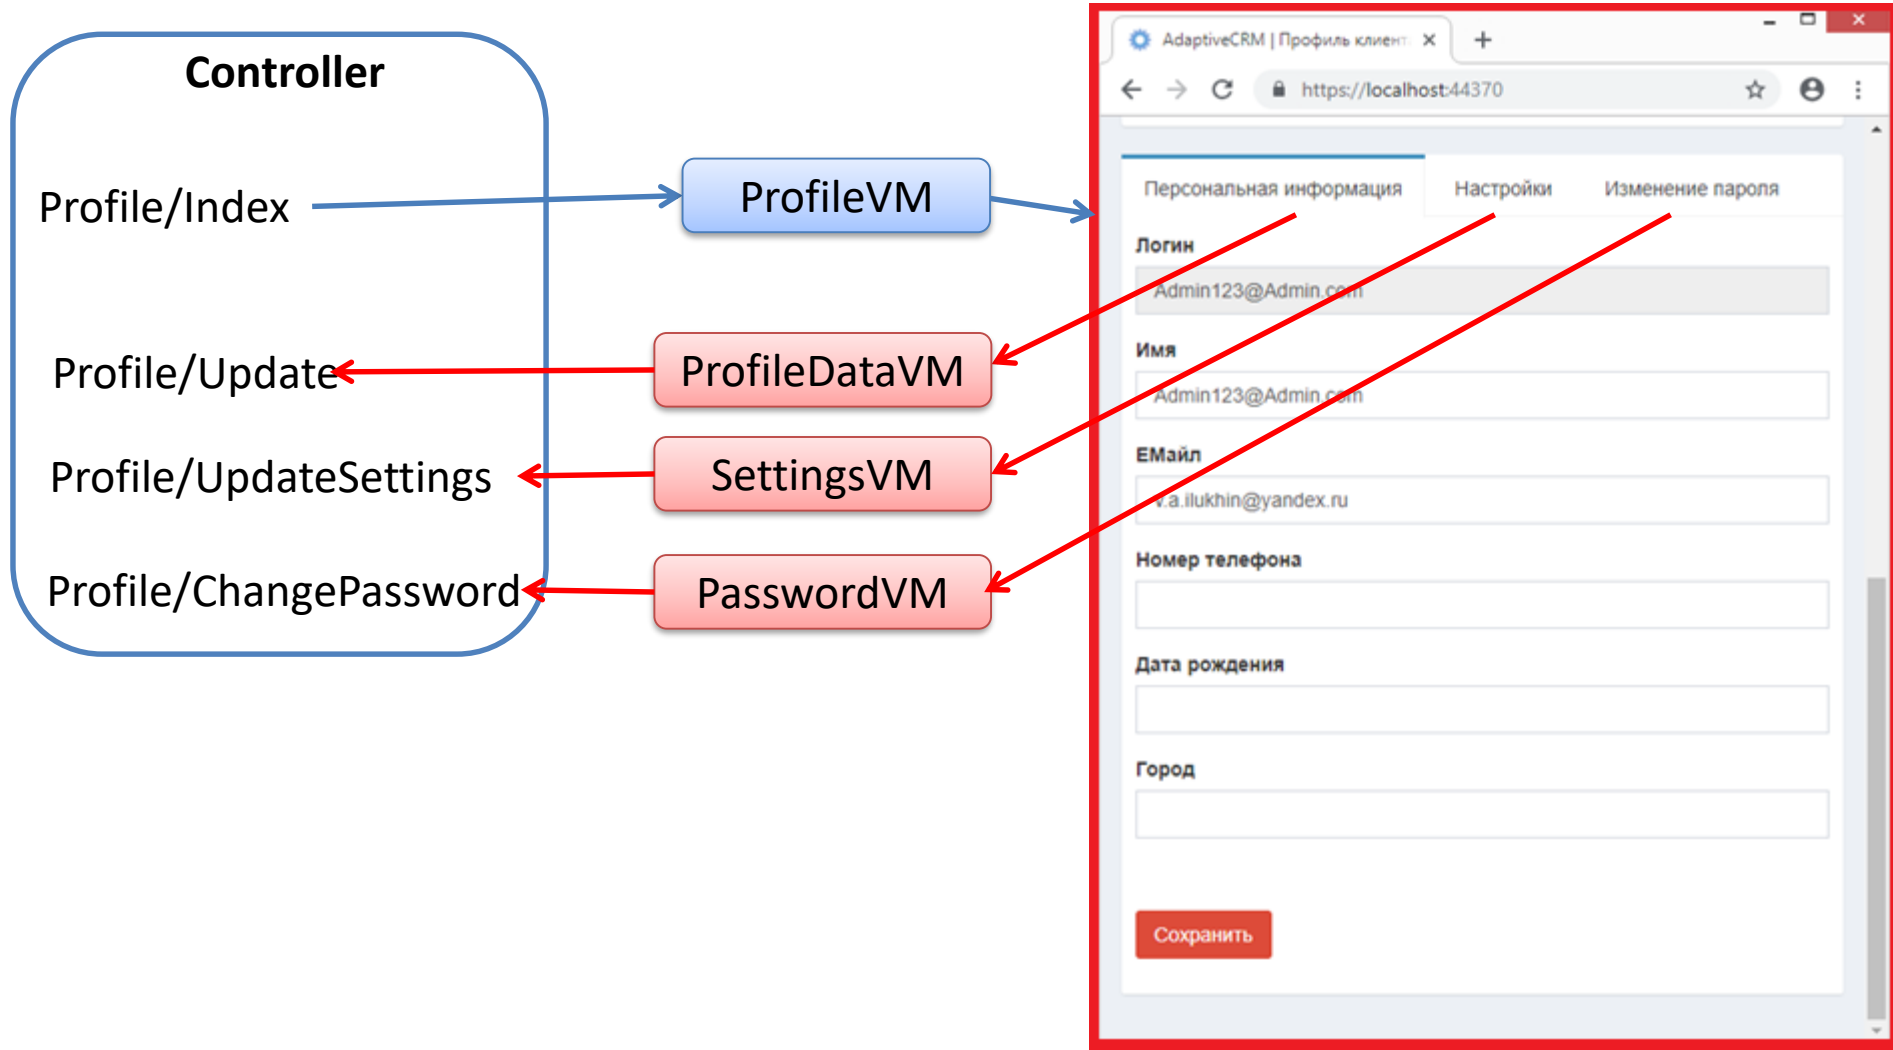 Controller
Profile/Index
Profile/Update
Profile/UpdateSettings
Profile/ChangePassword
ProfileVM
ProfileDataVM
SettingsVM
PasswordVM
AdaptiveCRM | Профиль клиент
https://localhost:44370
Персональная информация Настройки Изменение пароля
Логин
Admin123@Admin.com
Имя
Admin123@Admin.com
ЕМайл
v.a.ilukhin@yandex.ru
Номер телефона
Дата рождения
Город
Сохранить